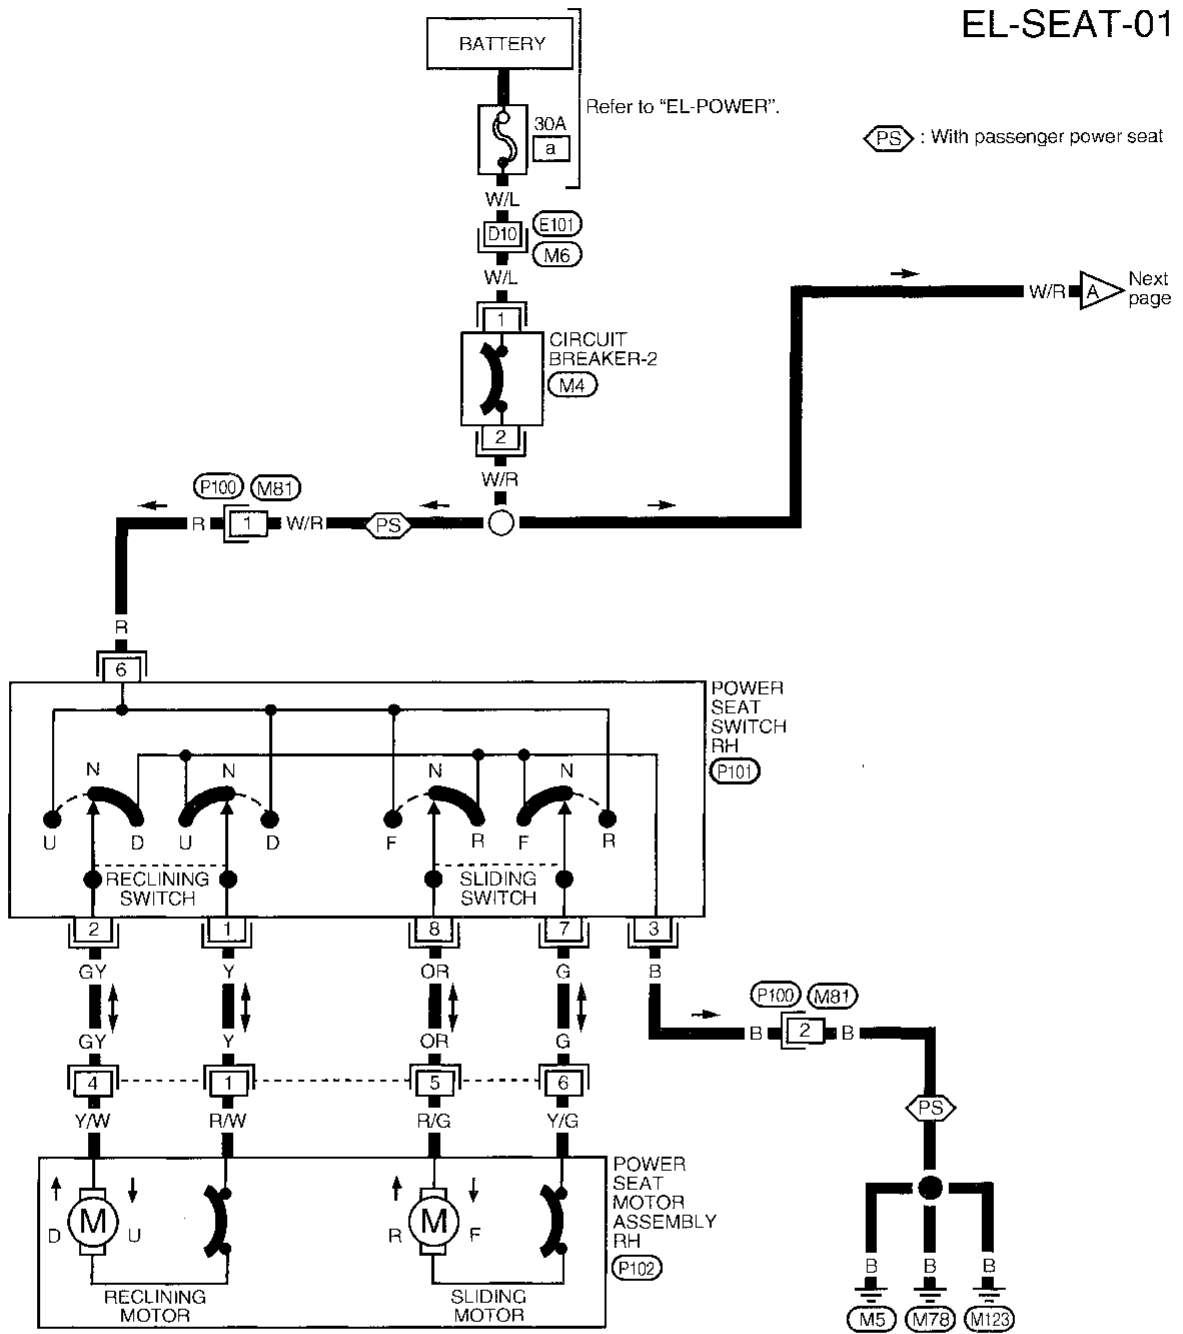 EL-SEAT-01
BATTERY
Refer to "EL-POWER".
30A
a
PS : With passenger power seat
W/L
D10
E101
M6
W/L
1
CIRCUIT
BREAKER-2
M4
2
W/R
W/R
A
Next
page
P100
M81
R
1
W/R
PS
R
6
POWER
SEAT
SWITCH
RH
P101
N
N
N
N
U
D
U
D
F
R
F
R
RECLINING
SWITCH
SLIDING
SWITCH
2
1
8
7
3
GY
Y
OR
G
B
P100
M81
B
2
B
GY
Y
OR
G
4
1
5
6
PS
Y/W
R/W
R/G
Y/G
POWER
SEAT
MOTOR
ASSEMBLY
RH
P102
D
M
U
R
M
F
RECLINING
MOTOR
SLIDING
MOTOR
B
B
B
M5
M78
M123